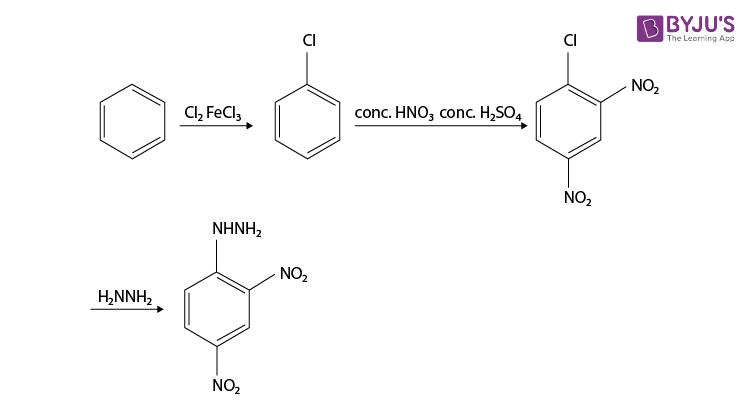 BYJU'S
The Learning App
Cl
Cl₂ FeCl₃
conc. HNO₃ conc. H₂SO₄
Cl
NO₂
NO₂
H₂NNH₂
NHNH₂
NO₂
NO₂